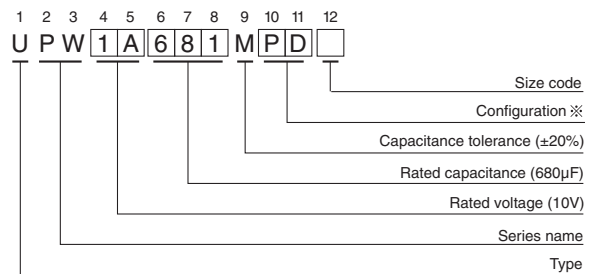 1 2 3 4 5 6 7 8 9 10 11 12
U P W 1 A 6 8 1 M P D
Size code
Configuration ※
Capacitance tolerance (±20%)
Rated capacitance (680µF)
Rated voltage (10V)
Series name
Type